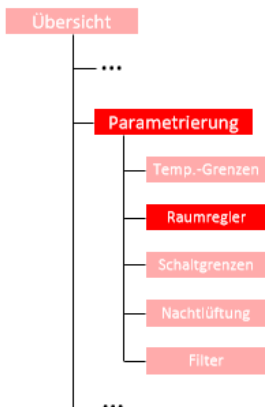 Übersicht
...
Parametrierung
Temp.-Grenzen
Raumregler
Schaltgrenzen
Nachtlüftung
Filter
...